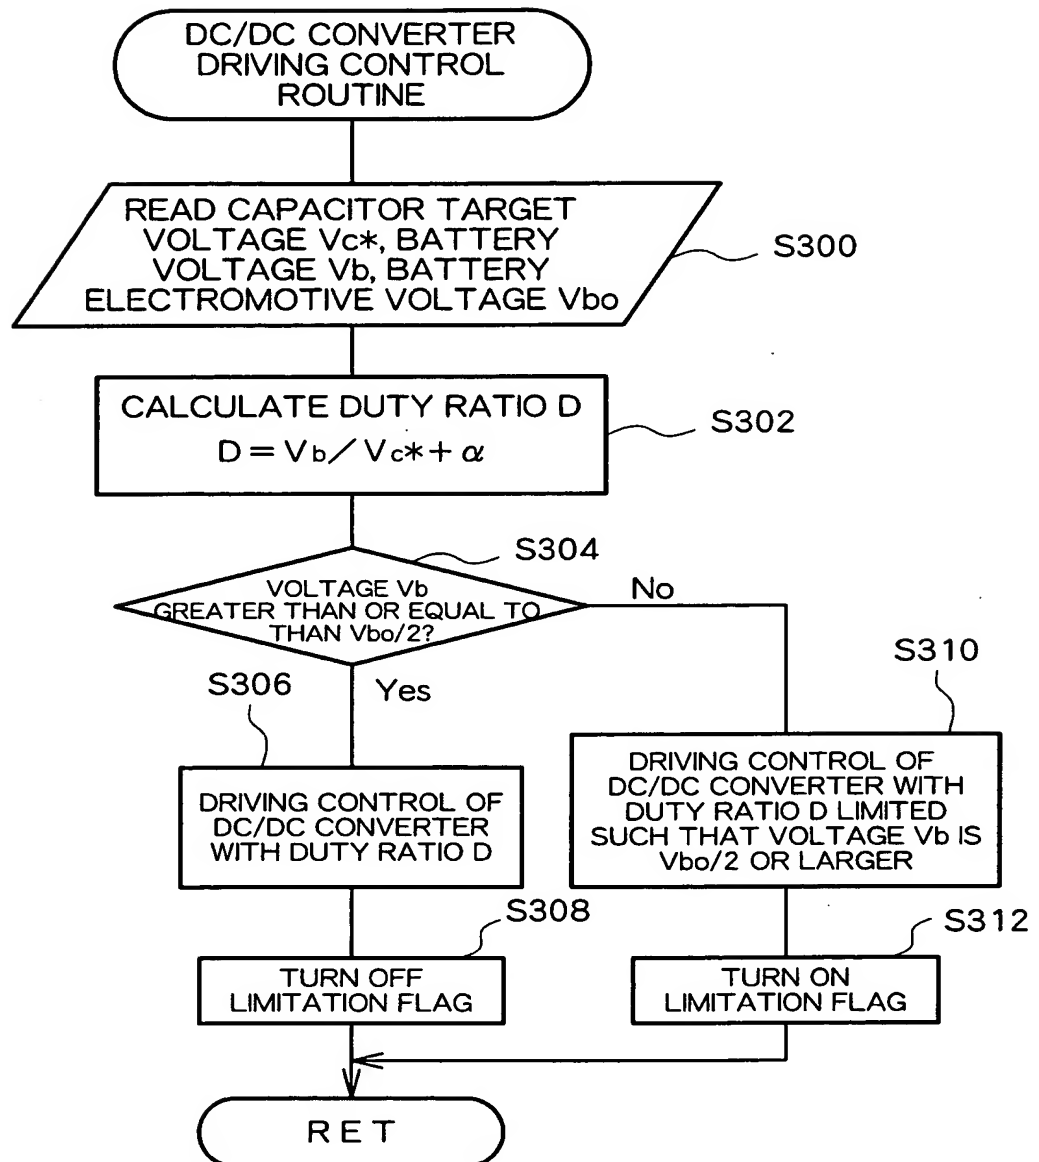 DC/DC CONVERTER
DRIVING CONTROL
ROUTINE
READ CAPACITOR TARGET
VOLTAGE Vc*, BATTERY
VOLTAGE Vb, BATTERY
ELECTROMOTIVE VOLTAGE Vbo
S300
CALCULATE DUTY RATIO D
D = Vb / Vc* + α
S302
S304
VOLTAGE Vb
GREATER THAN OR EQUAL TO
THAN Vbo/2?
No
Yes
S306
S310
DRIVING CONTROL OF
DC/DC CONVERTER
WITH DUTY RATIO D
DRIVING CONTROL OF
DC/DC CONVERTER WITH
DUTY RATIO D LIMITED
SUCH THAT VOLTAGE Vb IS
Vbo/2 OR LARGER
S308
S312
TURN OFF
LIMITATION FLAG
TURN ON
LIMITATION FLAG
RET